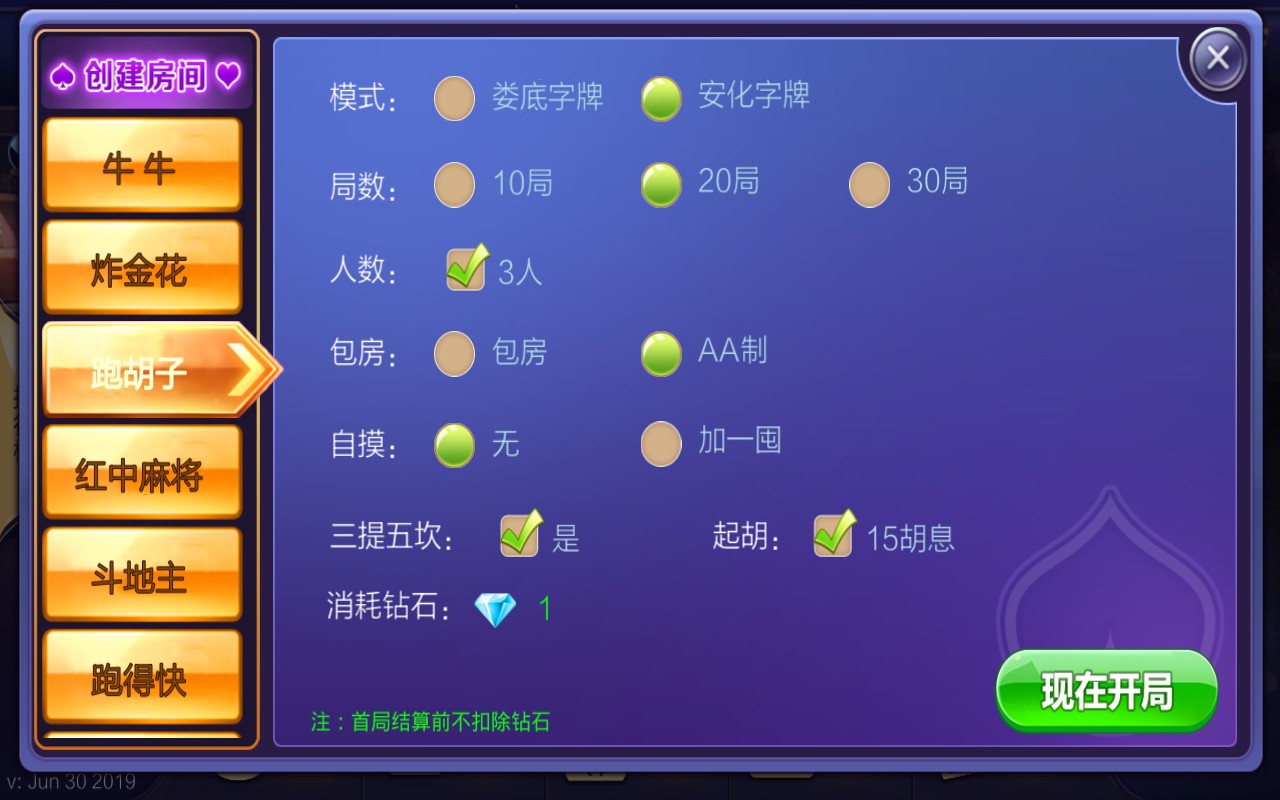 创建房间
牛 牛
炸金花
跑胡子
红中麻将
斗地主
跑得快
模式： 娄底字牌 安化字牌
局数： 10局 20局 30局
人数： 3人
包房： 包房 AA制
自摸： 无 加一囤
三提五坎： 是 起胡： 15胡息
消耗钻石： 1
注：首局结算前不扣除钻石
现在开局
v: Jun 30 2019